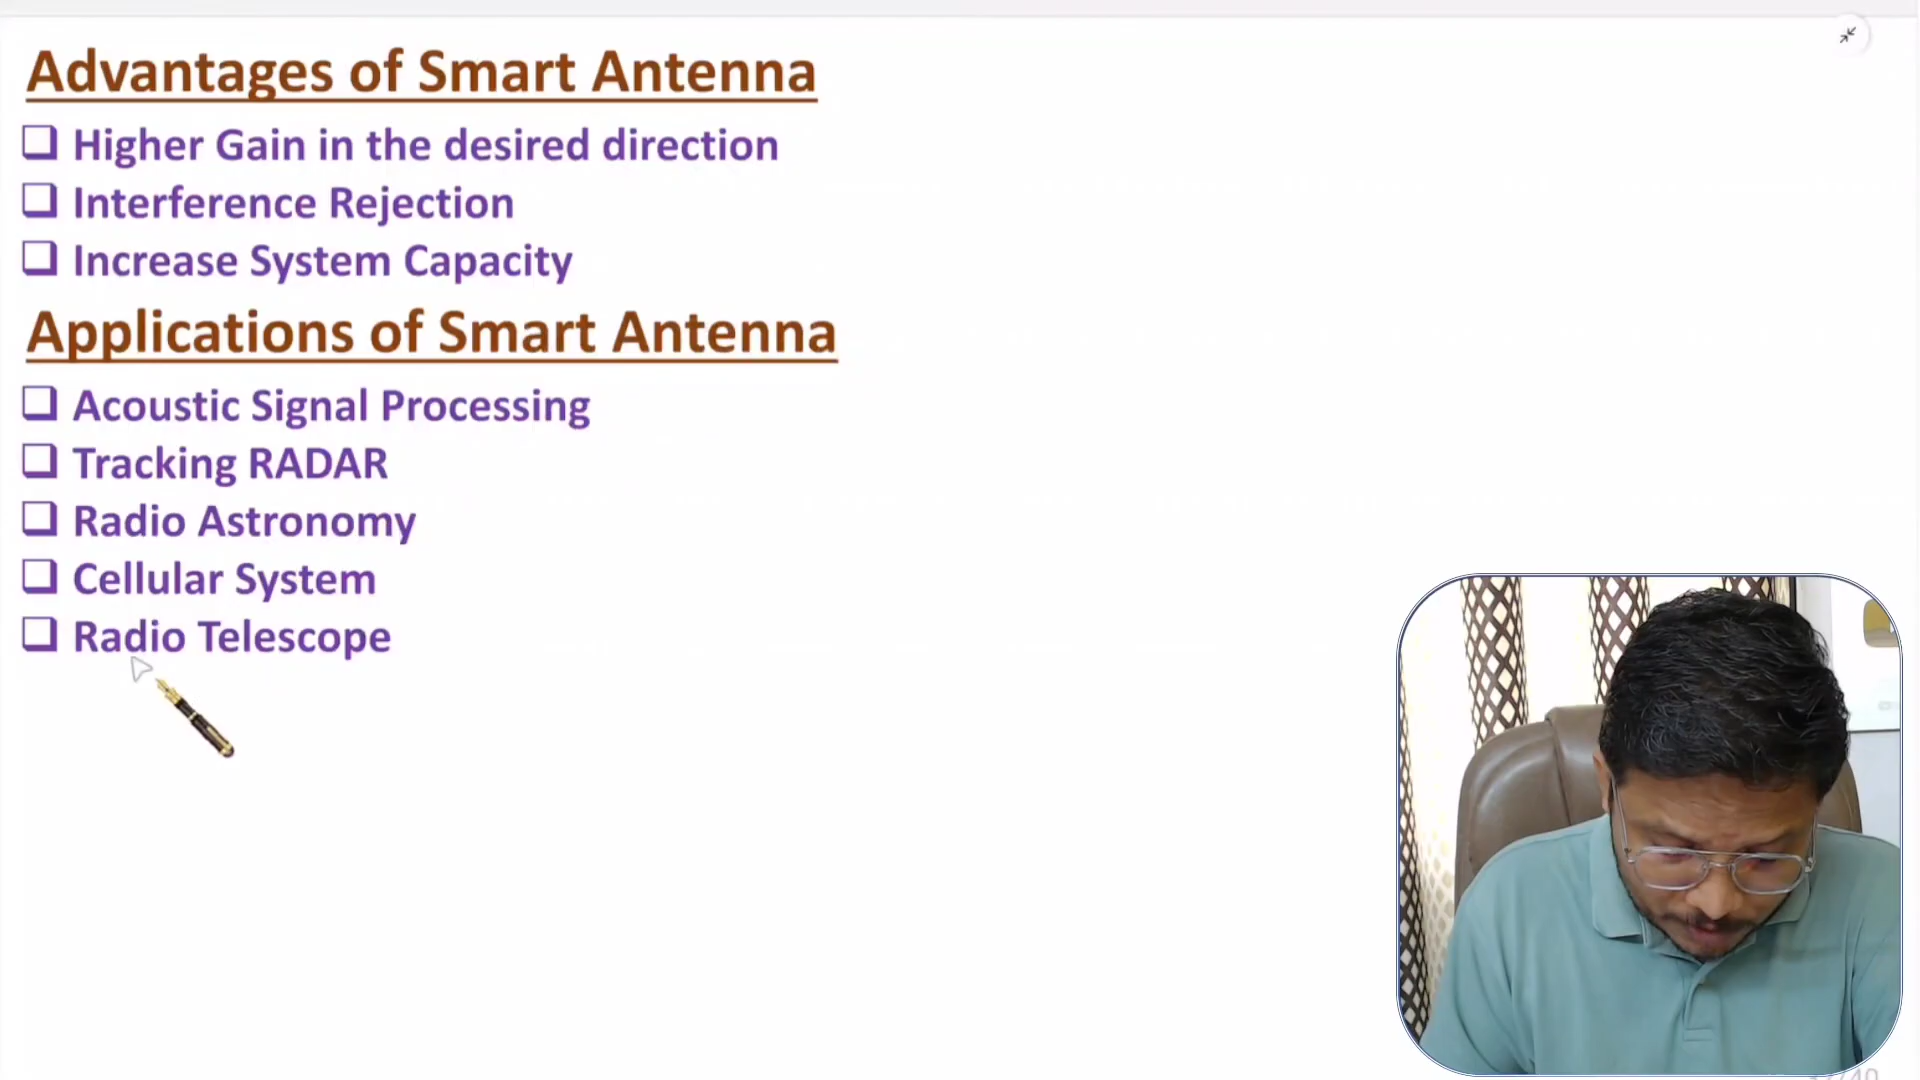 Advantages of Smart Antenna
Higher Gain in the desired direction
Interference Rejection
Increase System Capacity
Applications of Smart Antenna
Acoustic Signal Processing
Tracking RADAR
Radio Astronomy
Cellular System
Radio Telescope